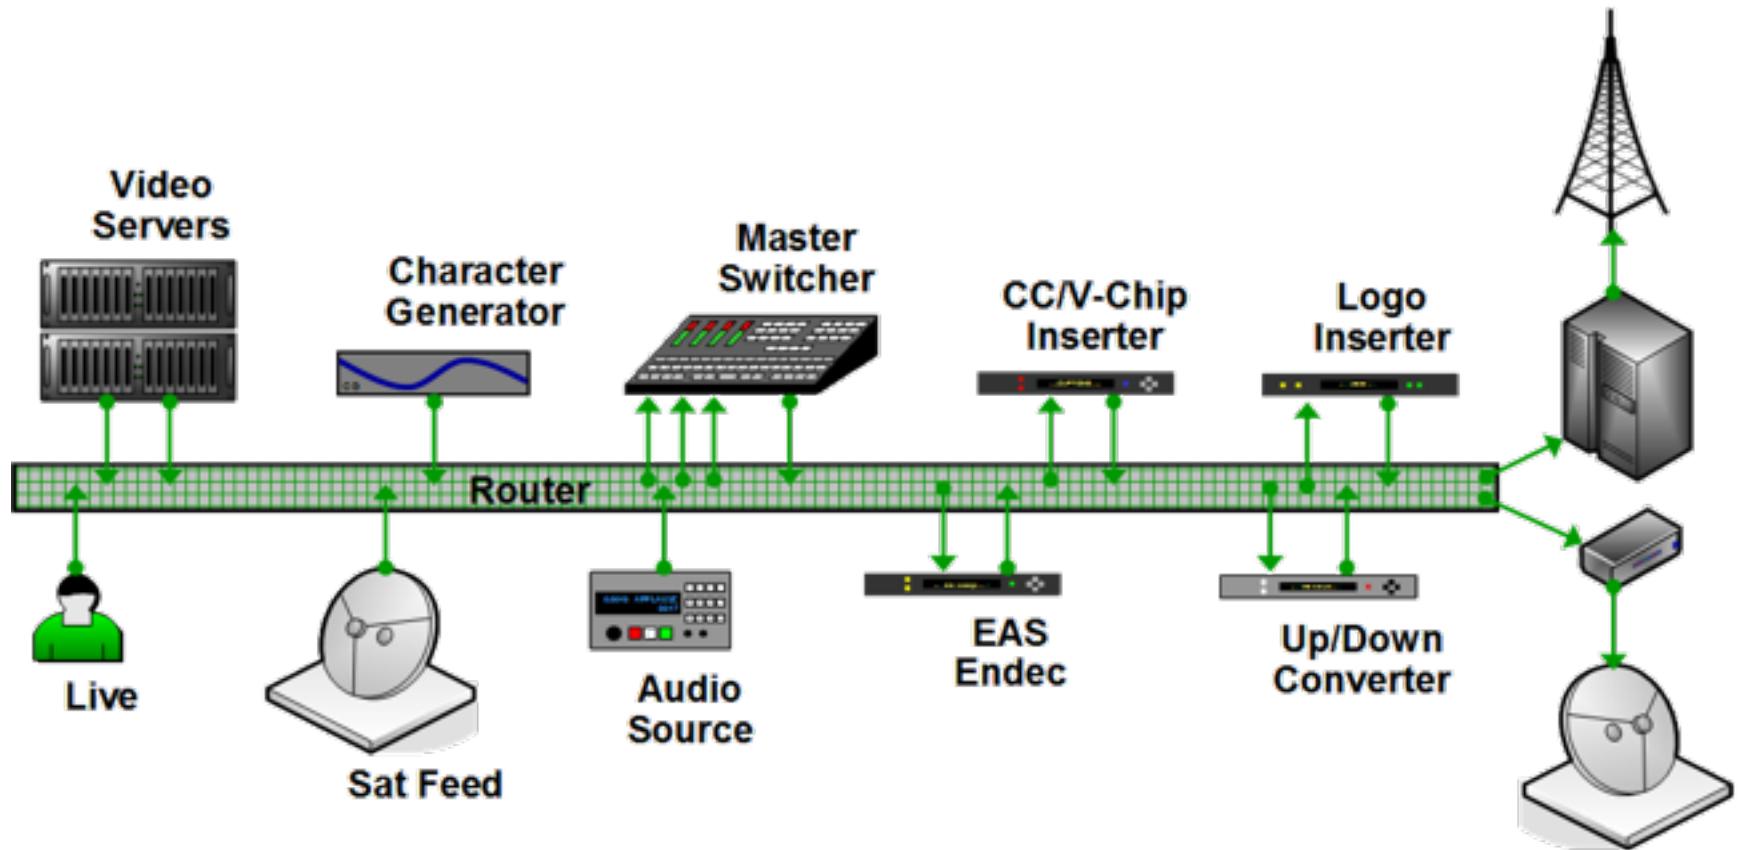 Video
Servers
Character
Generator
Master
Switcher
CC/V-Chip
Inserter
Logo
Inserter
Router
Live
Sat Feed
Audio
Source
EAS
Endec
Up/Down
Converter